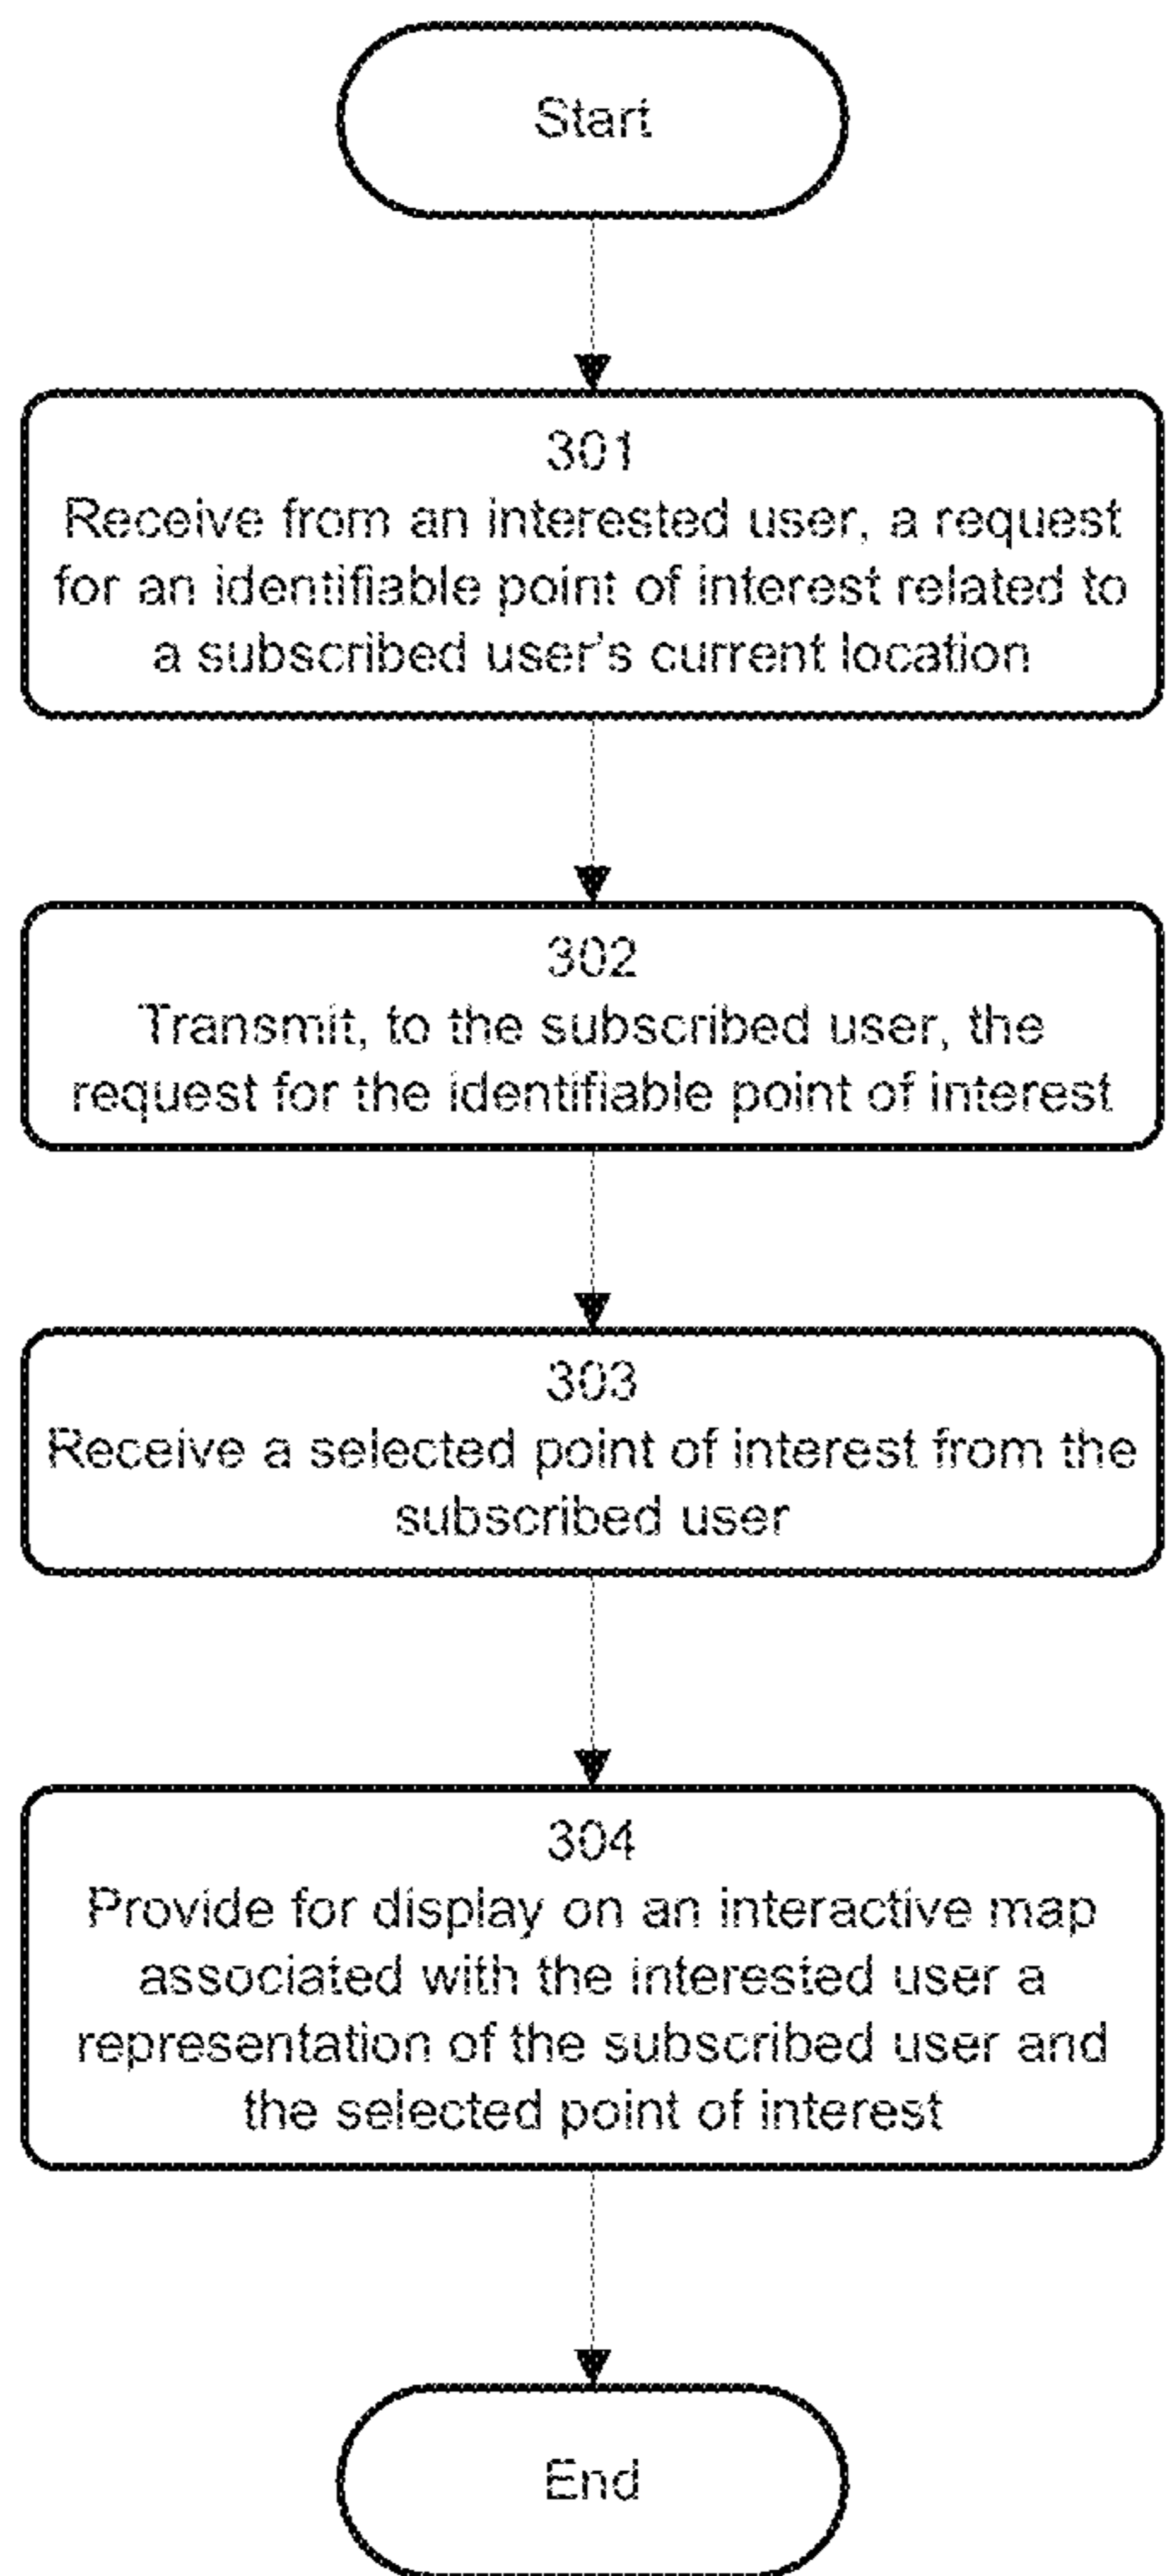 Start
301
Receive from an interested user, a request
for an identifiable point of interest related to
a subscribed user's current location
302
Transmit, to the subscribed user, the
request for the identifiable point of interest
303
Receive a selected point of interest from the
subscribed user
304
Provide for display on an interactive map
associated with the interested user a
representation of the subscribed user and
the selected point of interest
End